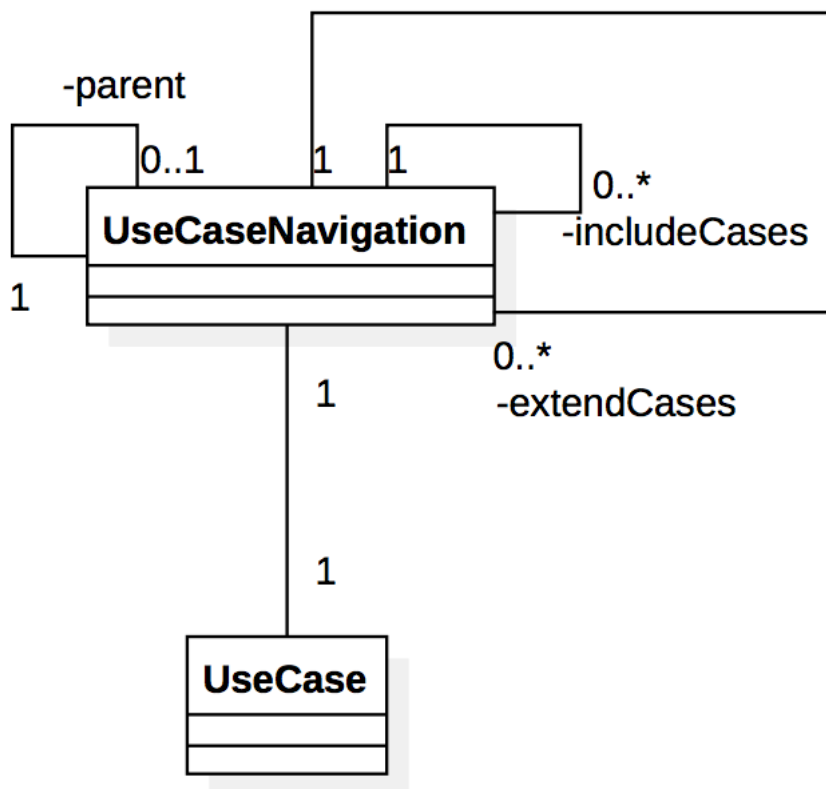 -parent
0..1
1
1
0..*
UseCaseNavigation
-includeCases
1
0..*
1
-extendCases
1
UseCase